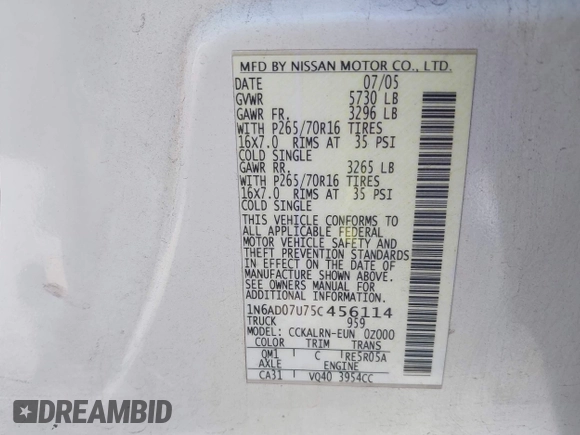 MFD BY NISSAN MOTOR CO., LTD.
DATE 07/05
GVWR 5730 LB
GAWR FR. 3296 LB
WITH P265/70R16 TIRES
16X7.0 RIMS AT 35 PSI
COLD SINGLE
GAWR RR. 3265 LB
WITH P265/70R16 TIRES
16X7.0 RIMS AT 35 PSI
COLD SINGLE
THIS VEHICLE CONFORMS TO
ALL APPLICABLE FEDERAL
MOTOR VEHICLE SAFETY AND
THEFT PREVENTION STANDARDS
IN EFFECT ON THE DATE OF
MANUFACTURE SHOWN ABOVE.
SEE OWNERS MANUAL AND
INFORMATION ON DOOR.
1N6AD07U75C456114
TRUCK 959
MODEL: CCKALRN-EUN 0Z000
COLOR TRIM TRANS
QM1 C RE5R05A
AXLE ENGINE
CA31 VQ40 3954CC
DREAMBID